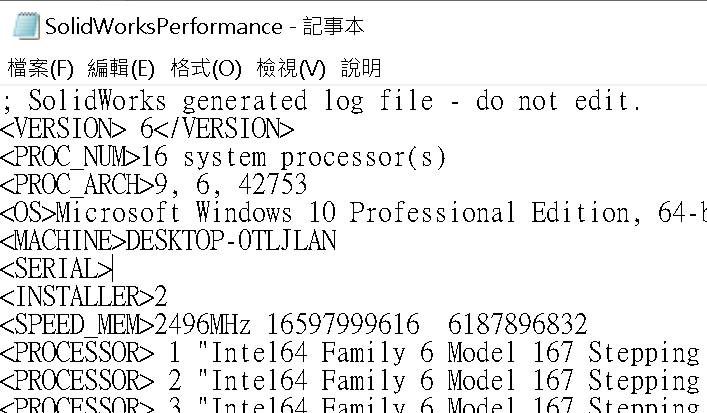 SolidWorksPerformance - 記事本
檔案(F) 編輯(E) 格式(O) 檢視(V) 說明
; SolidWorks generated log file - do not edit.
<VERSION> 6</VERSION>
<PROC_NUM>16 system processor(s)
<PROC_ARCH>9, 6, 42753
<OS>Microsoft Windows 10 Professional Edition, 64-b
<MACHINE>DESKTOP-OTLJLAN
<SERIAL>
<INSTALLER>2
<SPEED_MEM>2496MHz 16597999616  6187896832
<PROCESSOR> 1 "Intel64 Family 6 Model 167 Stepping
<PROCESSOR> 2 "Intel64 Family 6 Model 167 Stepping
<PROCESSOR> 3 "Intel64 Family 6 Model 167 Stepping